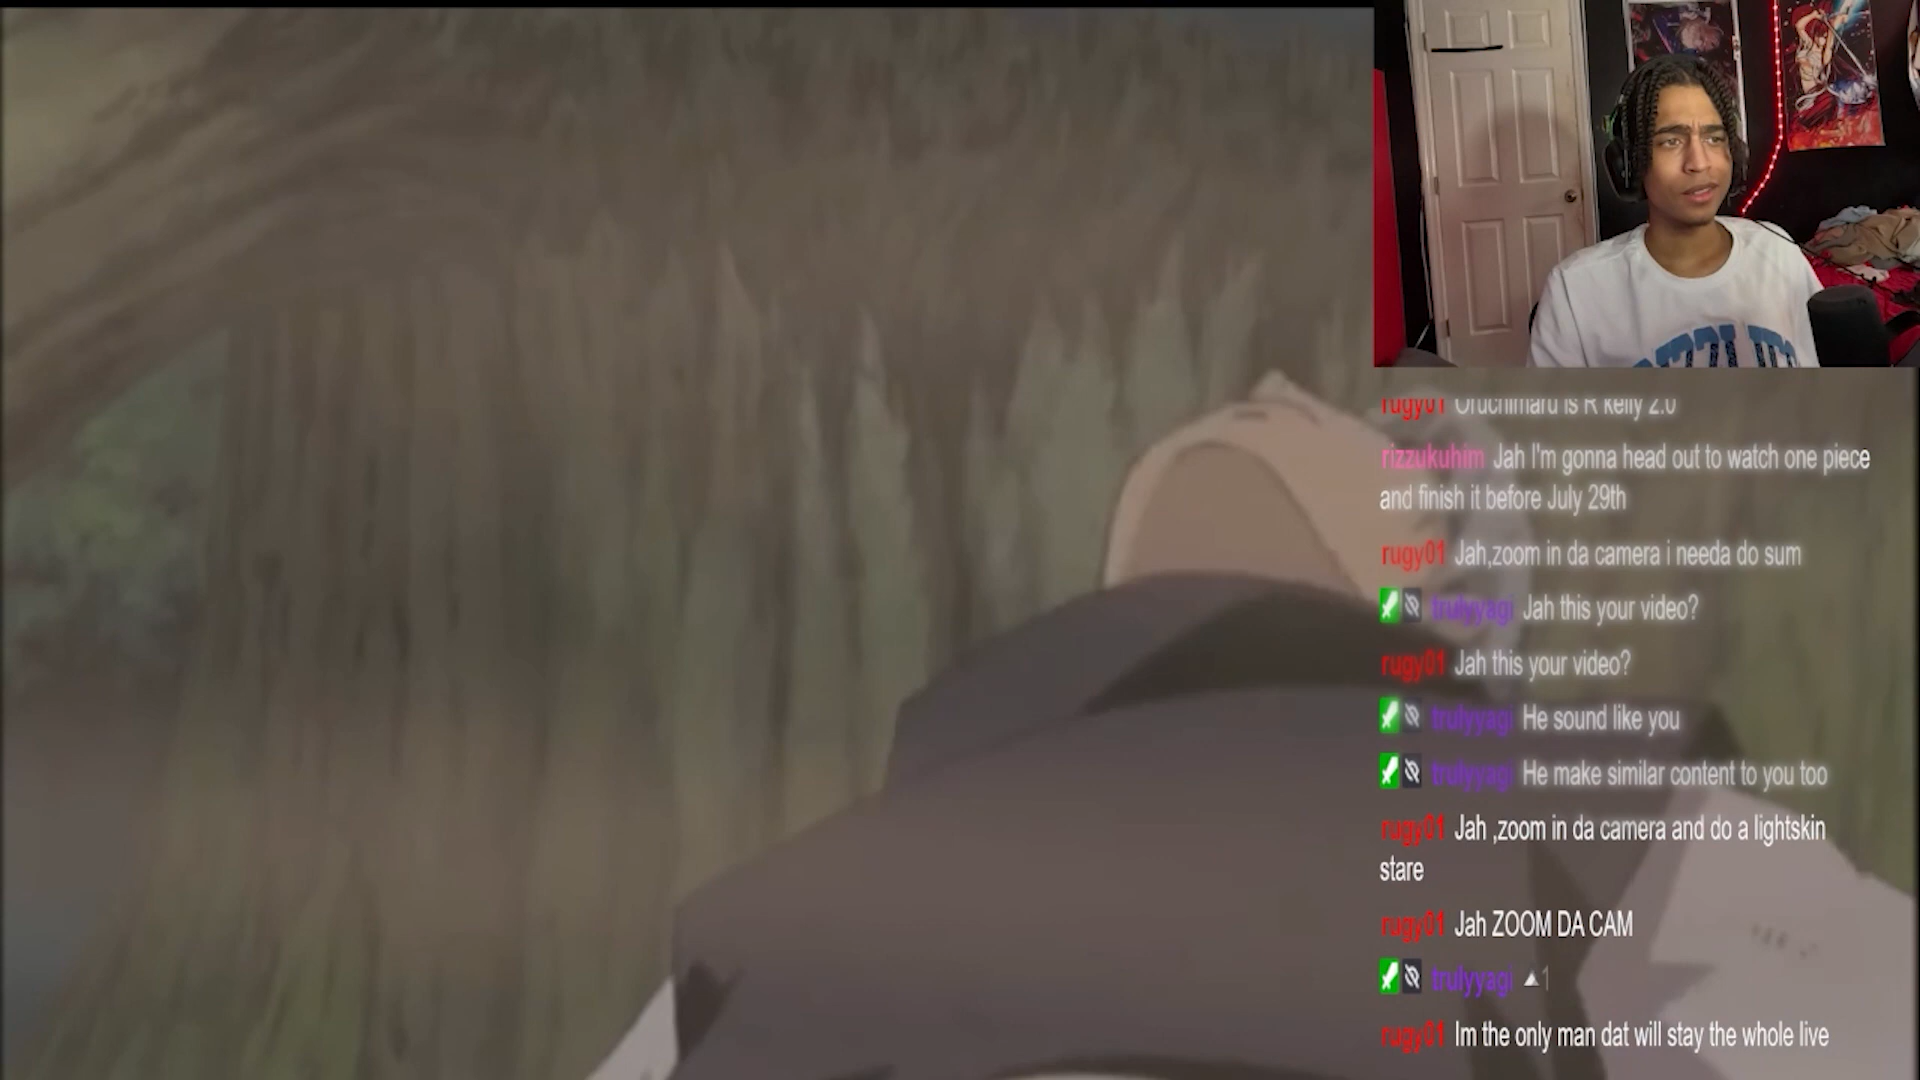 rugy01 Oruchimaru is R kelly 2.0
rizzukuhim Jah I'm gonna head out to watch one piece
and finish it before July 29th
rugy01 Jah,zoom in da camera i needa do sum
trulyyagi Jah this your video?
rugy01 Jah this your video?
trulyyagi He sound like you
trulyyagi He make similar content to you too
rugy01 Jah ,zoom in da camera and do a lightskin
stare
rugy01 Jah ZOOM DA CAM
trulyyagi ▲1
rugy01 Im the only man dat will stay the whole live